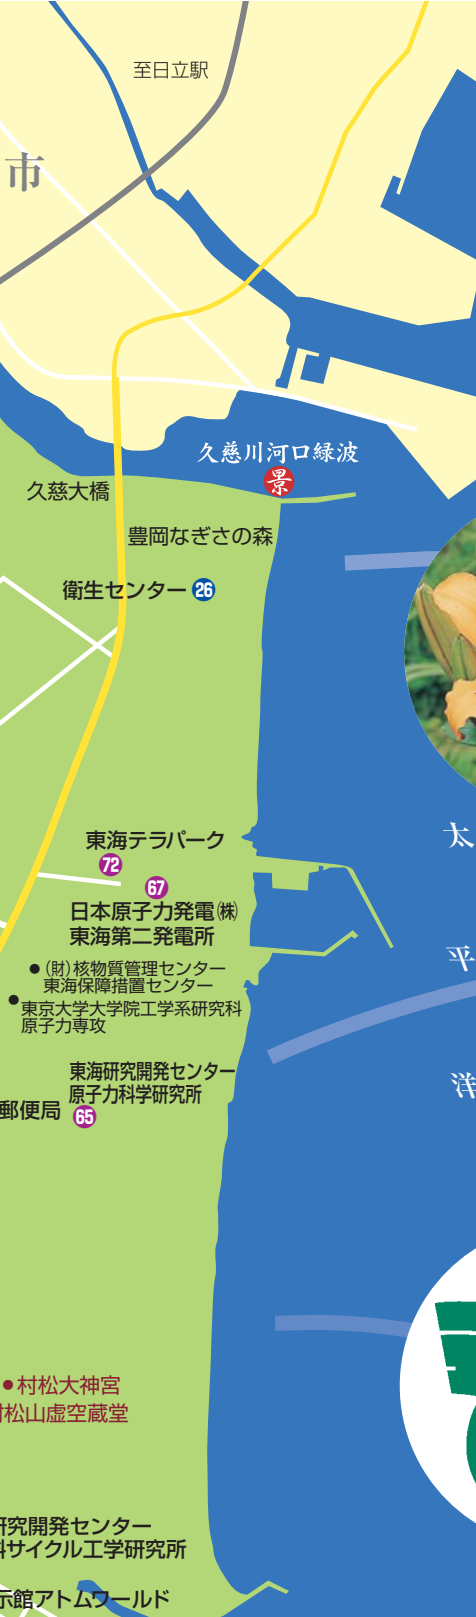 至日立駅
市
久慈川河口緑波
景
久慈大橋
豊岡なぎさの森
衛生センター 26
東海テラパーク
72
67
日本原子力発電㈱
東海第二発電所
太
平
洋
●(財)核物質管理センター
東海保障措置センター
●東京大学大学院工学系研究科
原子力専攻
東海研究開発センター
原子力科学研究所
65
郵便局
●村松大神宮
村松山虚空蔵堂
研究開発センター
サイクル工学研究所
示館アトムワールド